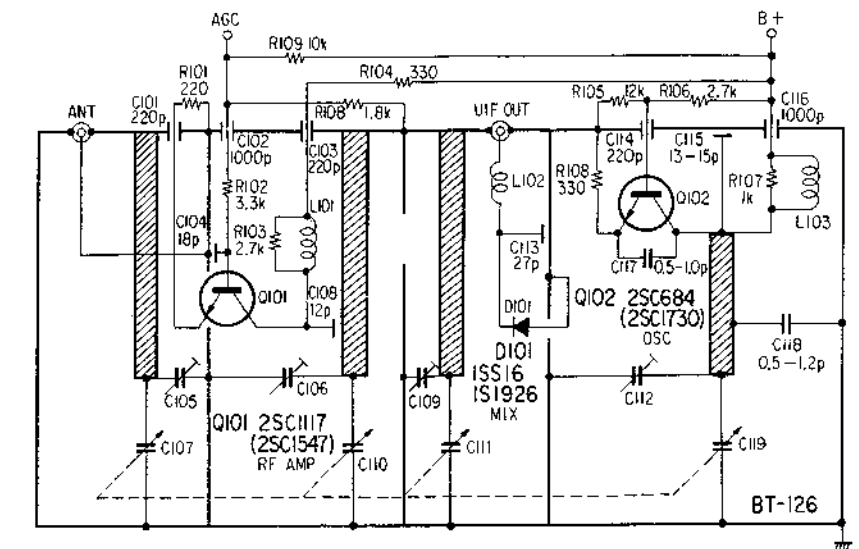 AGC
B+
R109 10k
R104 330
R101
220
ANT
C101
220p
R108
1.8k
C102
1000p
C103
220p
UIF OUT
R105
12k
R106
2.7k
C116
1000p
C114
220p
C115
13-15p
R102
3.3k
L101
C104
18p
R103
2.7k
L102
R108
330
Q102
R107
1k
L103
C113
27p
C117
0.5-1.0p
Q101
C108
12p
D101
Q102 2SC684
(2SC1730)
OSC
D101
1SS16
1S1926
MIX
C118
0.5-1.2p
C105
C106
C109
C112
Q101 2SC1117
(2SC1547)
RF AMP
C107
C110
C111
C119
BT-126